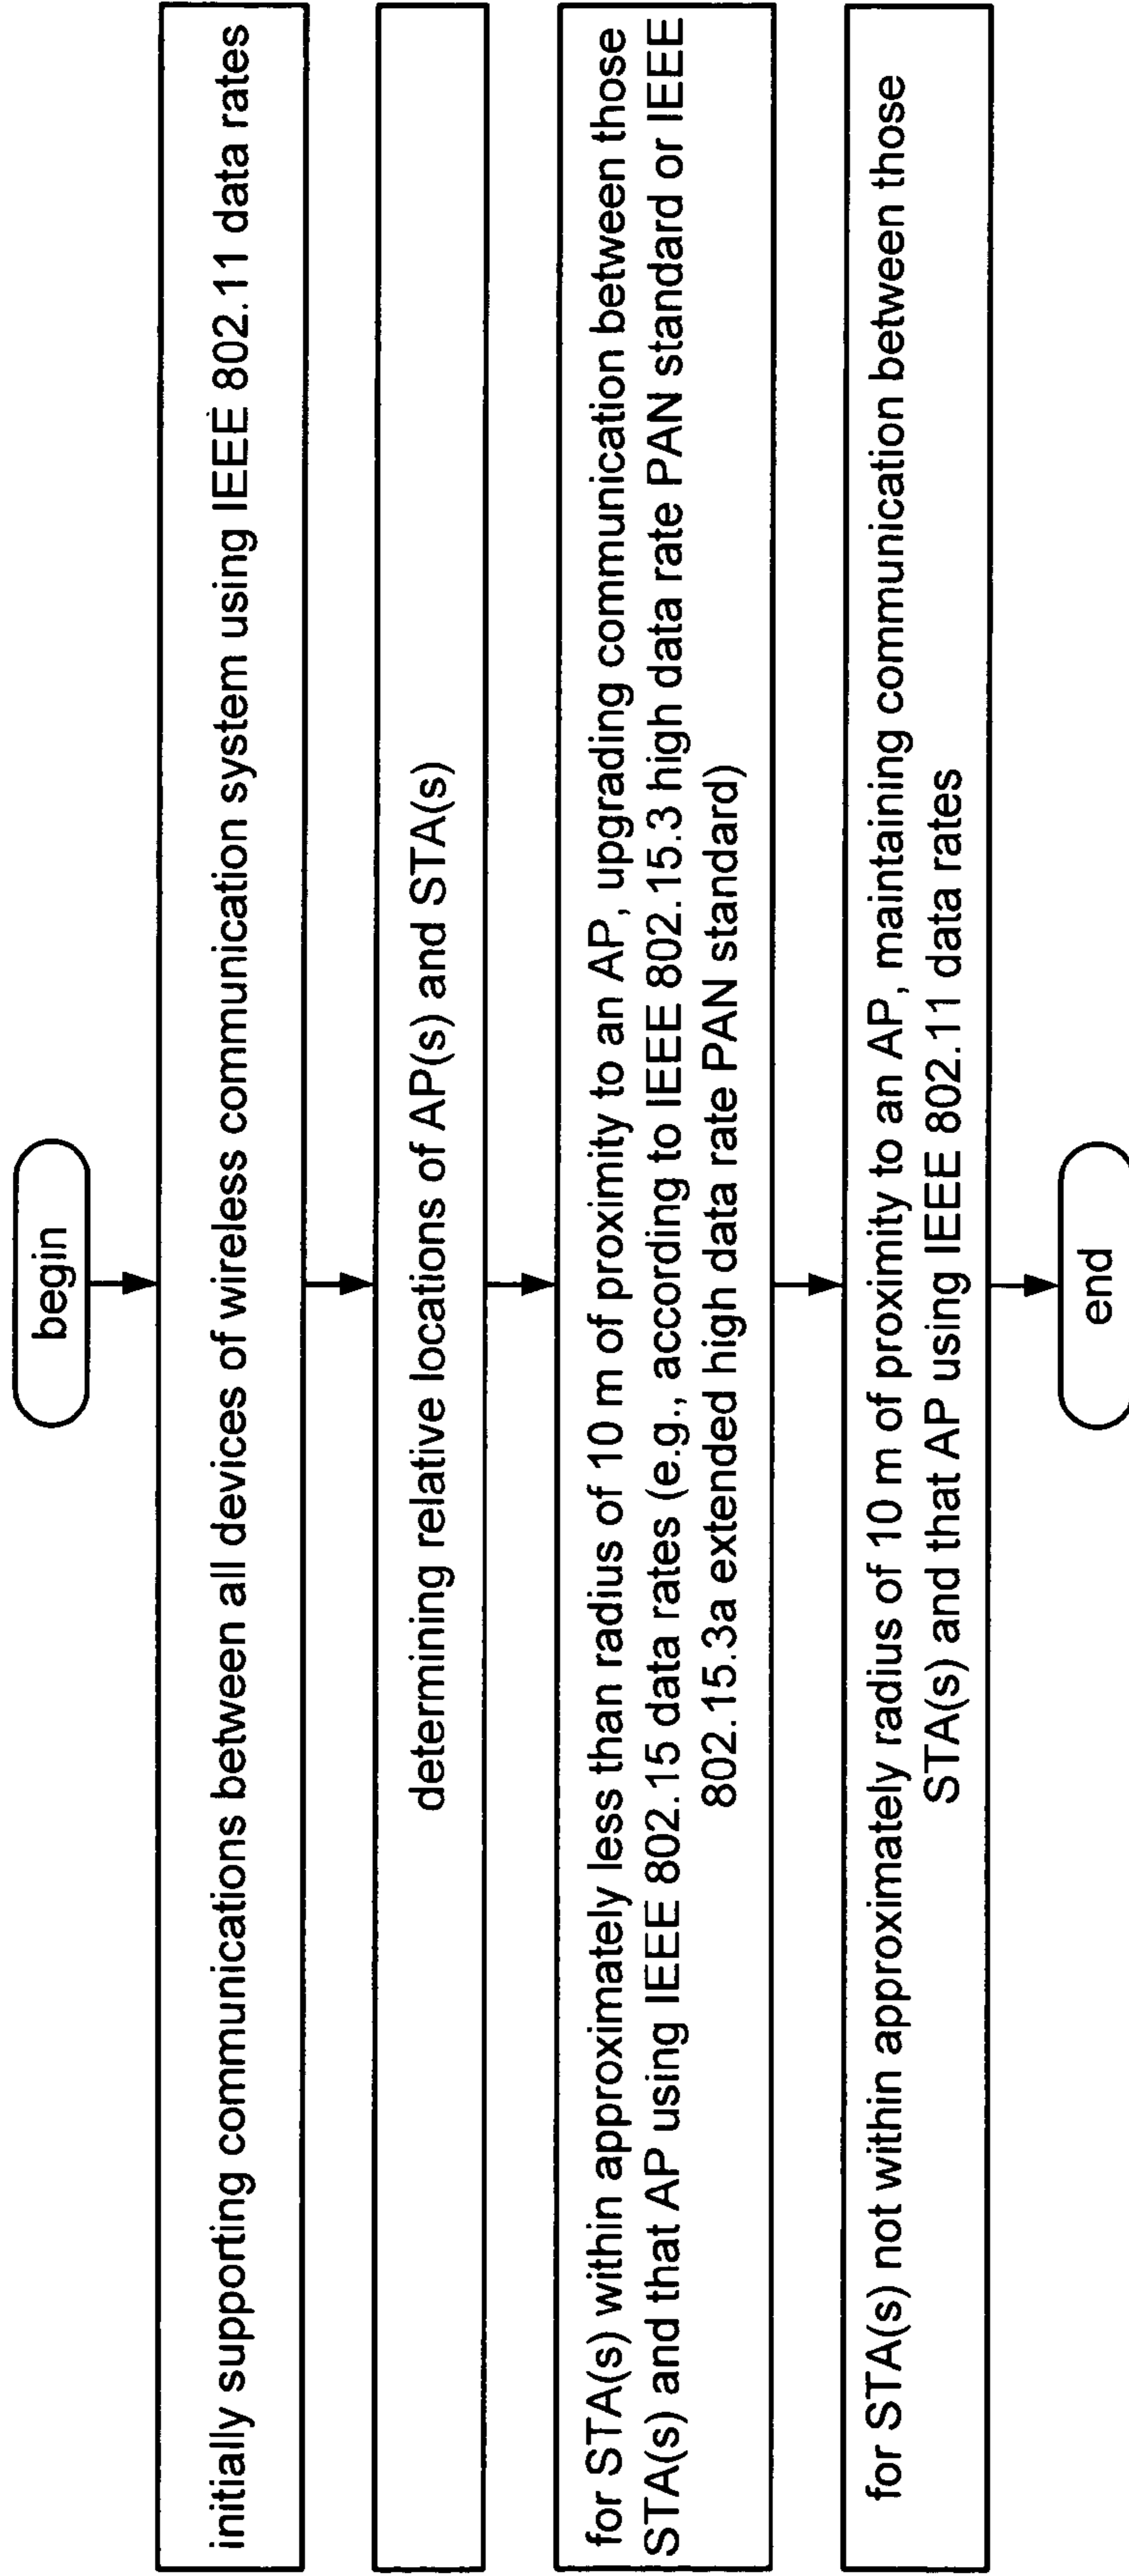 begin
initially supporting communications between all devices of wireless communication system using IEEE 802.11 data rates
determining relative locations of AP(s) and STA(s)
for STA(s) within approximately less than radius of 10 m of proximity to an AP, upgrading communication between those
STA(s) and that AP using IEEE 802.15 data rates (e.g., according to IEEE 802.15.3 high data rate PAN standard or IEEE
802.15.3a extended high data rate PAN standard)
for STA(s) not within approximately radius of 10 m of proximity to an AP, maintaining communication between those
STA(s) and that AP using IEEE 802.11 data rates
end